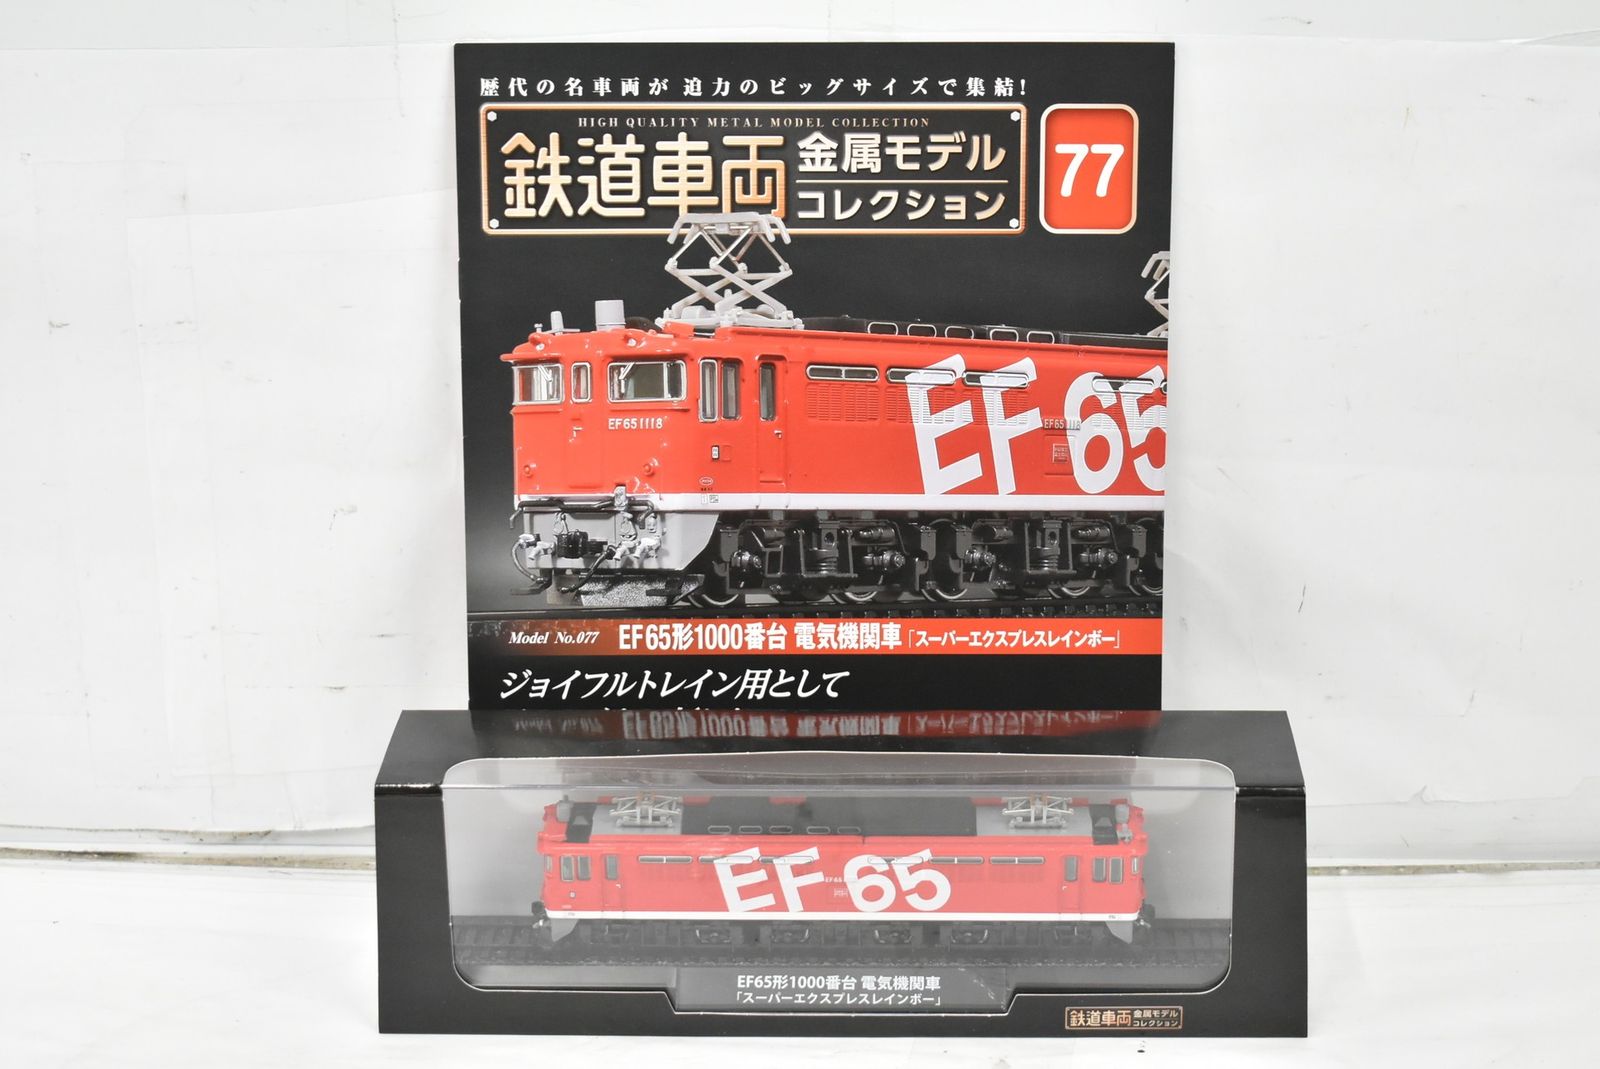 歴代の名車両が 迫力のビッグサイズで集結!
HIGH QUALITY METAL MODEL COLLECTION
鉄道車両 金属モデル
コレクション
77
EF65 1118
EF 65
EF65 1118
Model No.077 EF65形1000番台 電気機関車「スーパーエクスプレスレインボー」
ジョイフルトレイン用として
EF 65
EF65形1000番台 電気機関車
「スーパーエクスプレスレインボー」
鉄道車両 金属モデル
コレクション